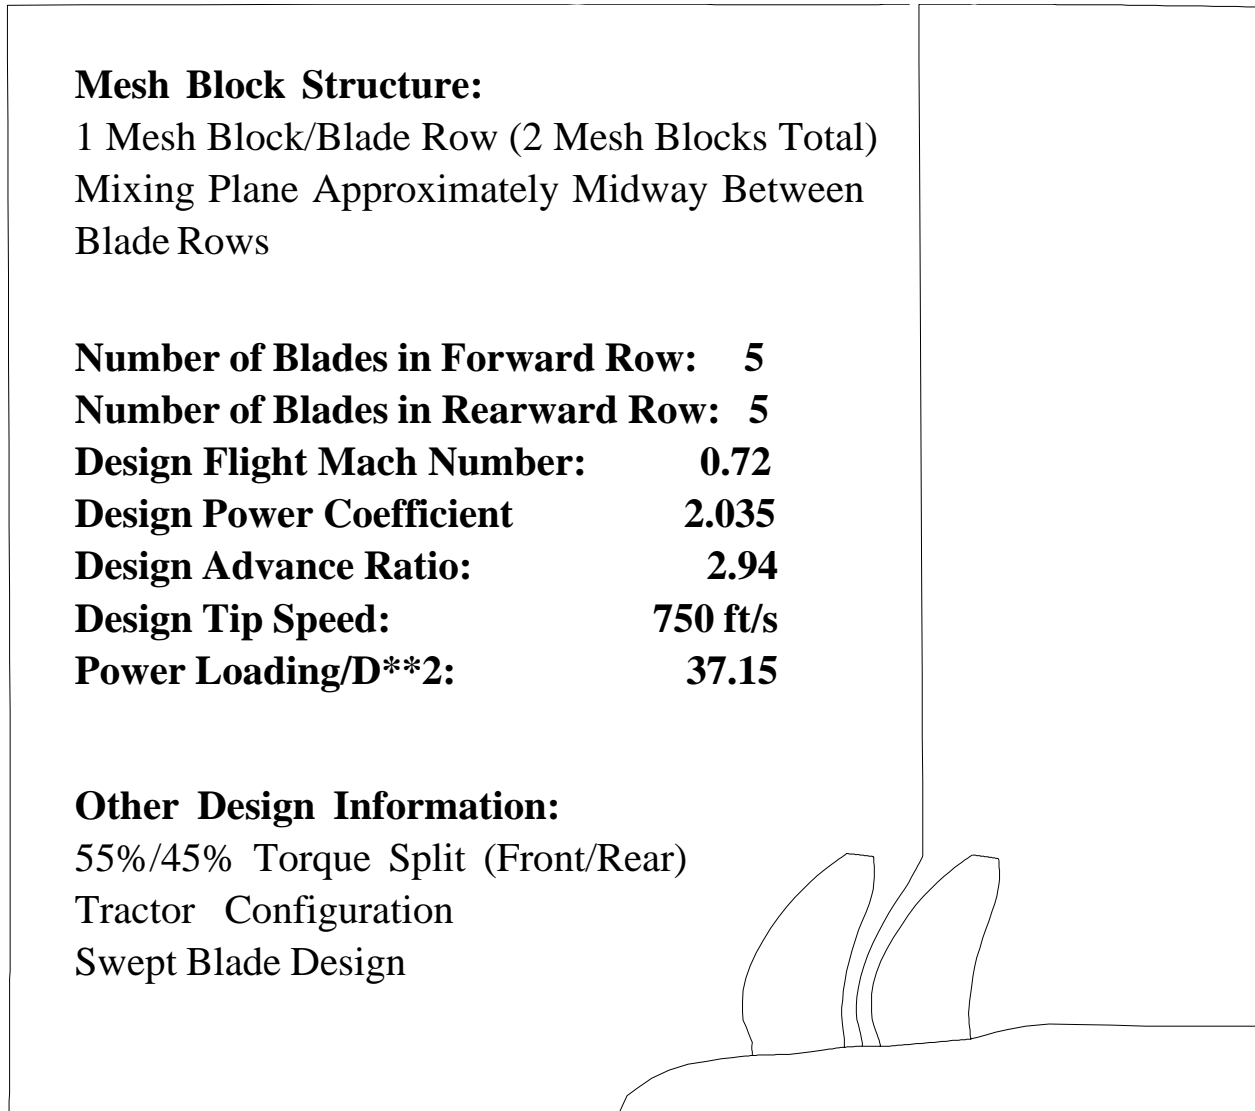 Mesh Block Structure:
1 Mesh Block/Blade Row (2 Mesh Blocks Total)
Mixing Plane Approximately Midway Between
Blade Rows
Number of Blades in Forward Row: 5
Number of Blades in Rearward Row: 5
Design Flight Mach Number: 0.72
Design Power Coefficient 2.035
Design Advance Ratio: 2.94
Design Tip Speed: 750 ft/s
Power Loading/D**2: 37.15
Other Design Information:
55%/45% Torque Split (Front/Rear)
Tractor Configuration
Swept Blade Design